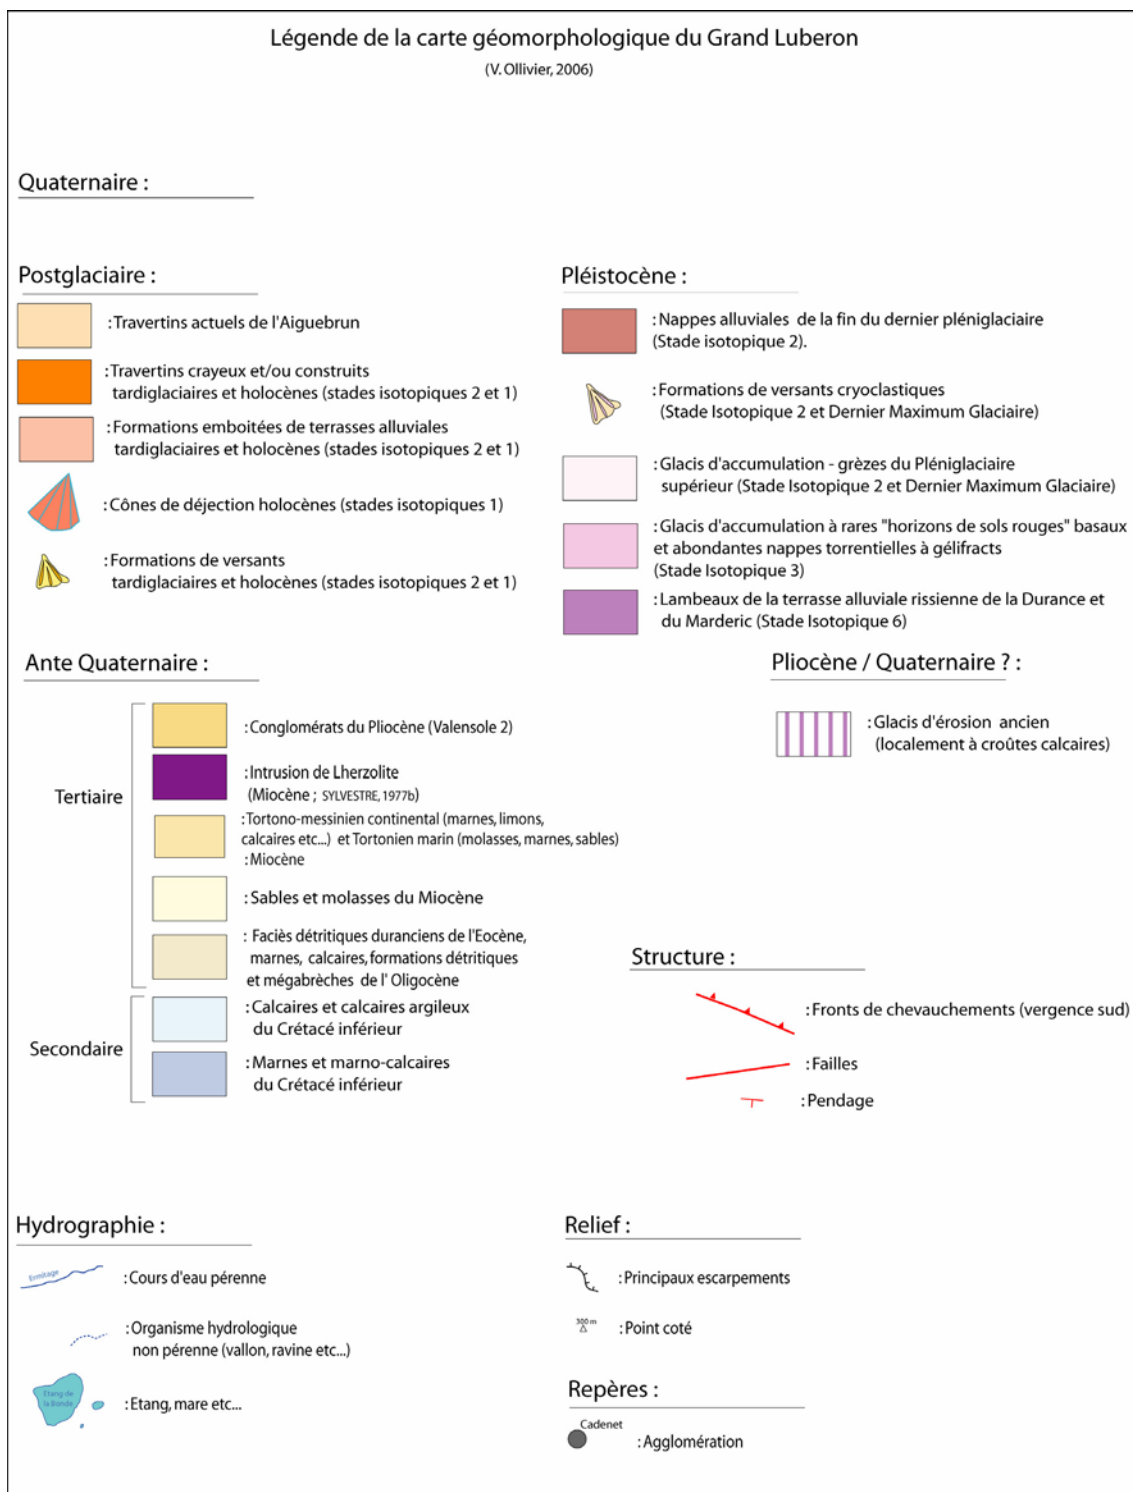 Légende de la carte géomorphologique du Grand Luberon
(V. Ollivier, 2006)
Quaternaire :
Postglaciaire :
: Travertins actuels de l'Aiguebrun
: Travertins crayeux et/ou construits
tardiglaciaires et holocènes (stades isotopiques 2 et 1)
: Formations emboitées de terrasses alluviales
tardiglaciaires et holocènes (stades isotopiques 2 et 1)
: Cônes de déjection holocènes (stades isotopiques 1)
: Formations de versants
tardiglaciaires et holocènes (stades isotopiques 2 et 1)
Pléistocène :
: Nappes alluviales de la fin du dernier pléniglaciaire
(Stade isotopique 2).
: Formations de versants cryoclastiques
(Stade Isotopique 2 et Dernier Maximum Glaciaire)
: Glacis d'accumulation - grèzes du Pléniglaciaire
supérieur (Stade Isotopique 2 et Dernier Maximum Glaciaire)
: Glacis d'accumulation à rares "horizons de sols rouges" basaux
et abondantes nappes torrentielles à gélifracts
(Stade Isotopique 3)
: Lambeaux de la terrasse alluviale rissienne de la Durance et
du Marderic (Stade Isotopique 6)
Ante Quaternaire :
Tertiaire
: Conglomérats du Pliocène (Valensole 2)
: Intrusion de Lherzolite
(Miocène ; SYLVESTRE, 1977b)
: Tortono-messinien continental (marnes, limons,
calcaires etc...) et Tortonien marin (molasses, marnes, sables)
: Miocène
: Sables et molasses du Miocène
: Faciès détritiques duranciens de l'Eocène,
marnes, calcaires, formations détritiques
et mégabrèches de l' Oligocène
Secondaire
: Calcaires et calcaires argileux
du Crétacé inférieur
: Marnes et marno-calcaires
du Crétacé inférieur
Pliocène / Quaternaire ? :
: Glacis d'érosion ancien
(localement à croûtes calcaires)
Structure :
: Fronts de chevauchements (vergence sud)
: Failles
: Pendage
Hydrographie :
Ermitage
: Cours d'eau pérenne
: Organisme hydrologique
non pérenne (vallon, ravine etc...)
Etang de
la Bonde
: Etang, mare etc...
Relief :
: Principaux escarpements
300 m
: Point coté
Repères :
Cadenet
: Agglomération